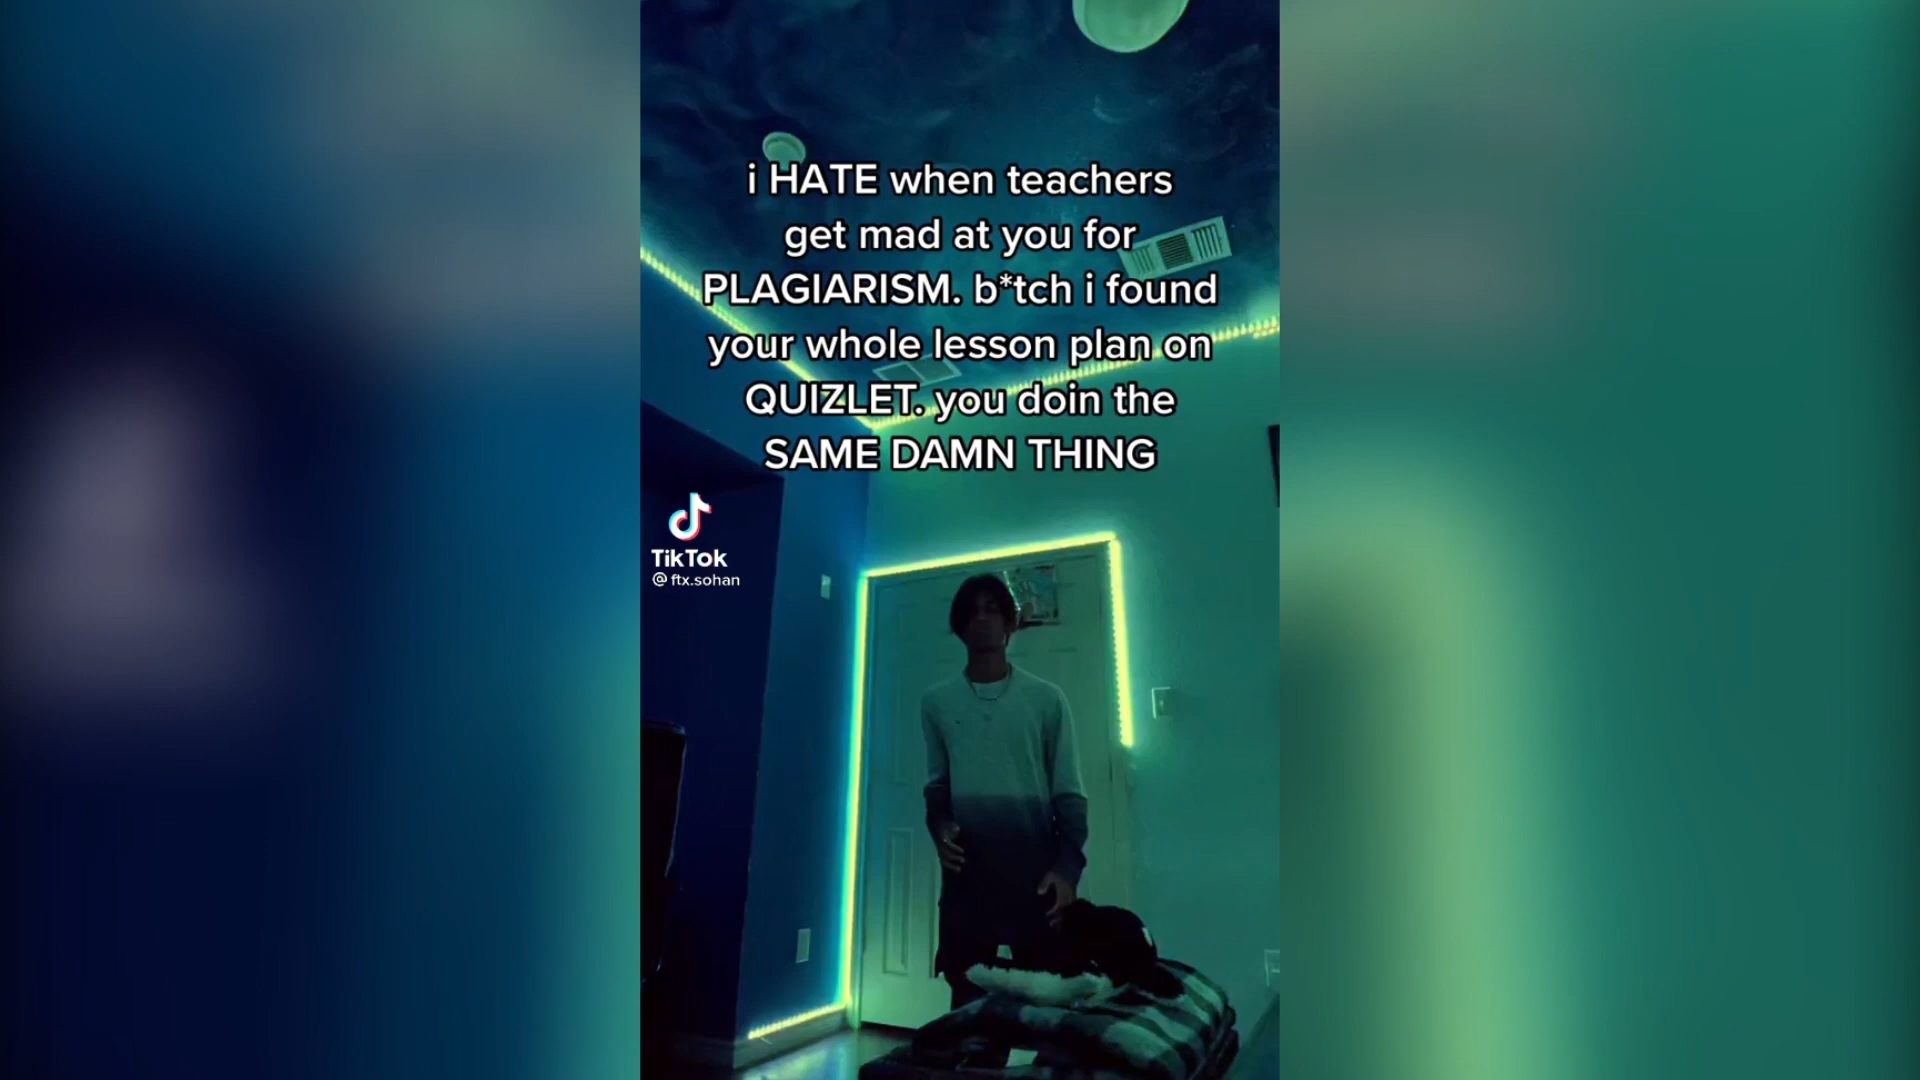 i HATE when teachers
get mad at you for
PLAGIARISM. b*tch i found
your whole lesson plan on
QUIZLET. you doin the
SAME DAMN THING
TikTok
@ftx.sohan